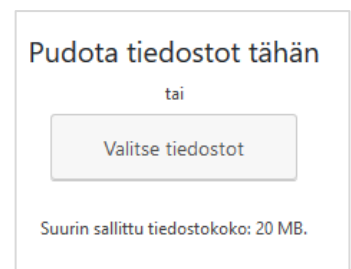 Pudota tiedostot tähän
tai
Valitse tiedostot
Suurin sallittu tiedostokoko: 20 MB.